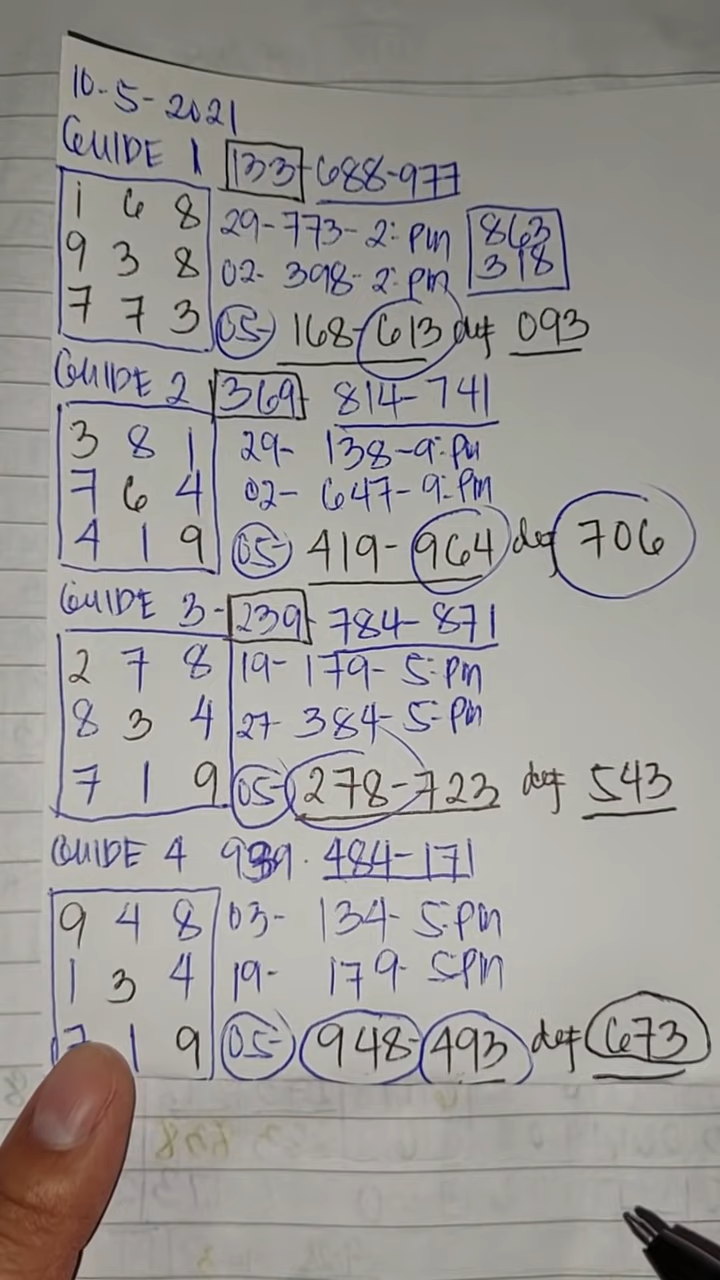 10-5-2021
GUIDE 1 133-688-977
1 6 8 29-773-2:pm 863
9 3 8 02-398-2:pm 318
7 7 3 05-168-613 def 093
GUIDE 2 369-814-741
3 8 1 29-138-9:pm
7 6 4 02-647-9:pm
4 1 9 05-419-964 def 706
GUIDE 3-239-784-871
2 7 8 19-179-5:pm
8 3 4 27-384-5:pm
7 1 9 05-278-723 def 543
GUIDE 4 939.484-171
9 4 8 03-134-5:pm
1 3 4 19-179-5pm
7 1 9 05-948-493 def 673